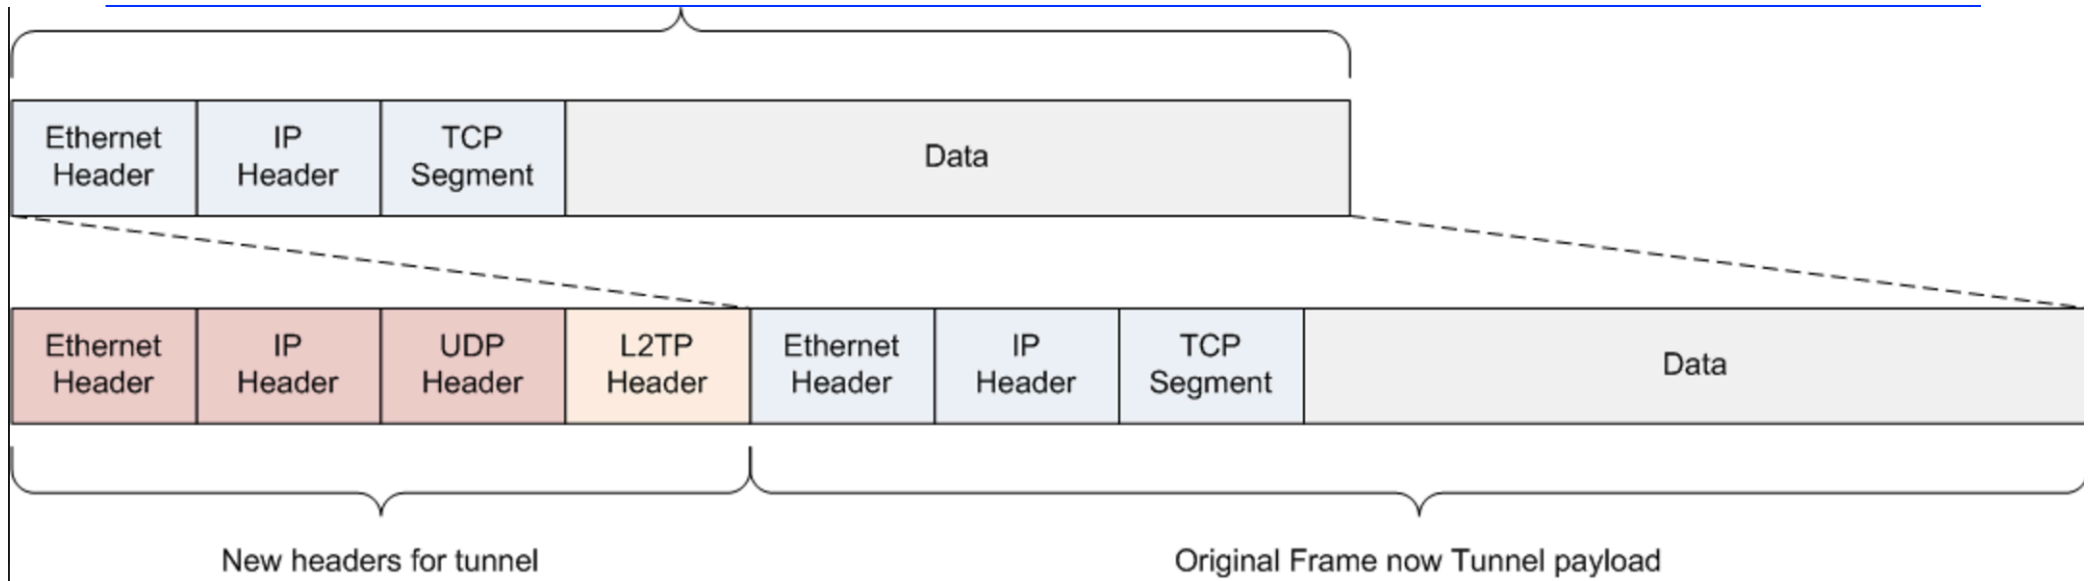 Ethernet
Header
IP
Header
TCP
Segment
Data
Ethernet
Header
IP
Header
UDP
Header
L2TP
Header
Ethernet
Header
IP
Header
TCP
Segment
Data
New headers for tunnel
Original Frame now Tunnel payload